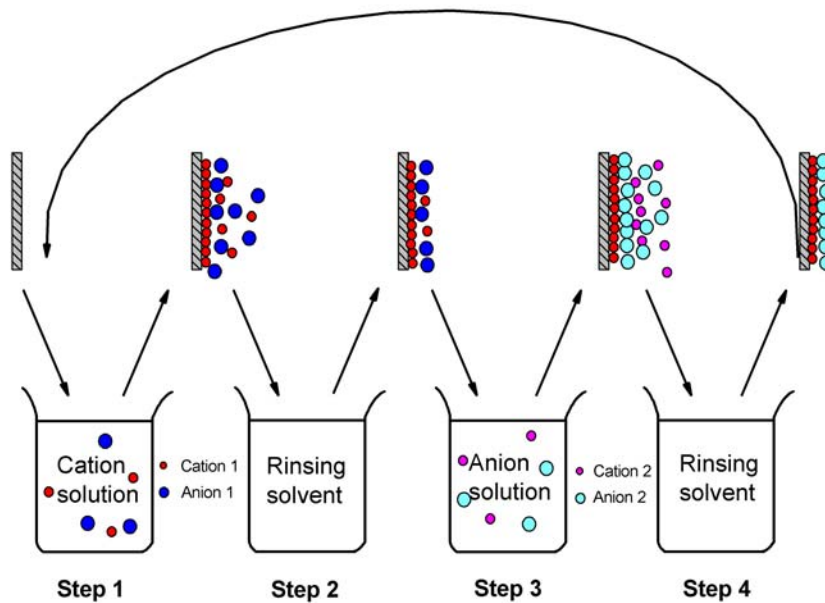 Cation
solution
Cation 1
Anion 1
Rinsing
solvent
Anion
solution
Cation 2
Anion 2
Rinsing
solvent
Step 1
Step 2
Step 3
Step 4